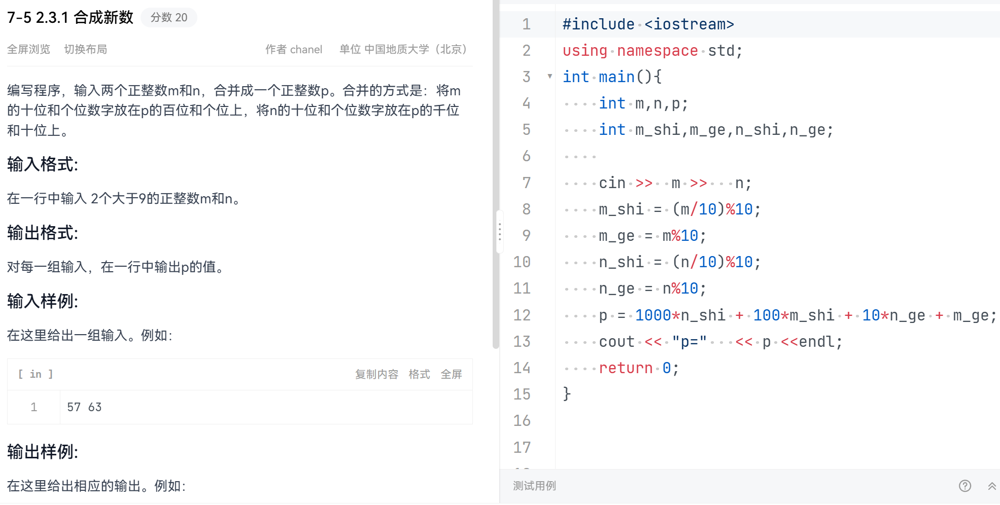 7-5 2.3.1 合成新数 分数 20
全屏浏览 切换布局 作者 chanel 单位 中国地质大学（北京）
编写程序，输入两个正整数m和n，合并成一个正整数p。合并的方式是：将m
的十位和个位数字放在p的百位和个位上，将n的十位和个位数字放在p的千位
和十位上。
输入格式:
在一行中输入 2个大于9的正整数m和n。
输出格式:
对每一组输入，在一行中输出p的值。
输入样例:
在这里给出一组输入。例如：
[ in ] 复制内容 格式 全屏
1 57 63
输出样例:
在这里给出相应的输出。例如：
1 #include <iostream>
2 using namespace std;
3 int main(){
4     int m,n,p;
5     int m_shi,m_ge,n_shi,n_ge;
6
7     cin >>  m >>   n;
8     m_shi = (m/10)%10;
9     m_ge = m%10;
10     n_shi = (n/10)%10;
11     n_ge = n%10;
12     p = 1000*n_shi + 100*m_shi + 10*n_ge + m_ge;
13     cout << "p="   << p <<endl;
14     return 0;
15 }
16
17
测试用例